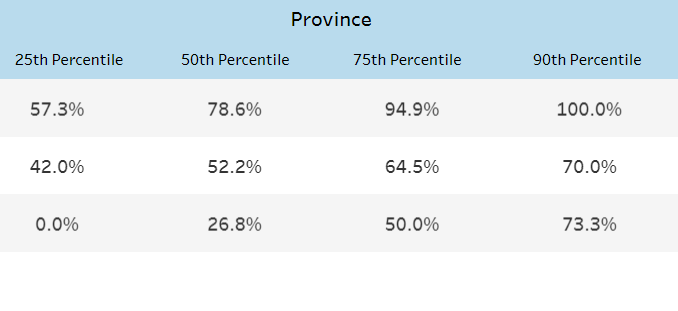 Province
25th Percentile 50th Percentile 75th Percentile 90th Percentile
57.3% 78.6% 94.9% 100.0%
42.0% 52.2% 64.5% 70.0%
0.0% 26.8% 50.0% 73.3%